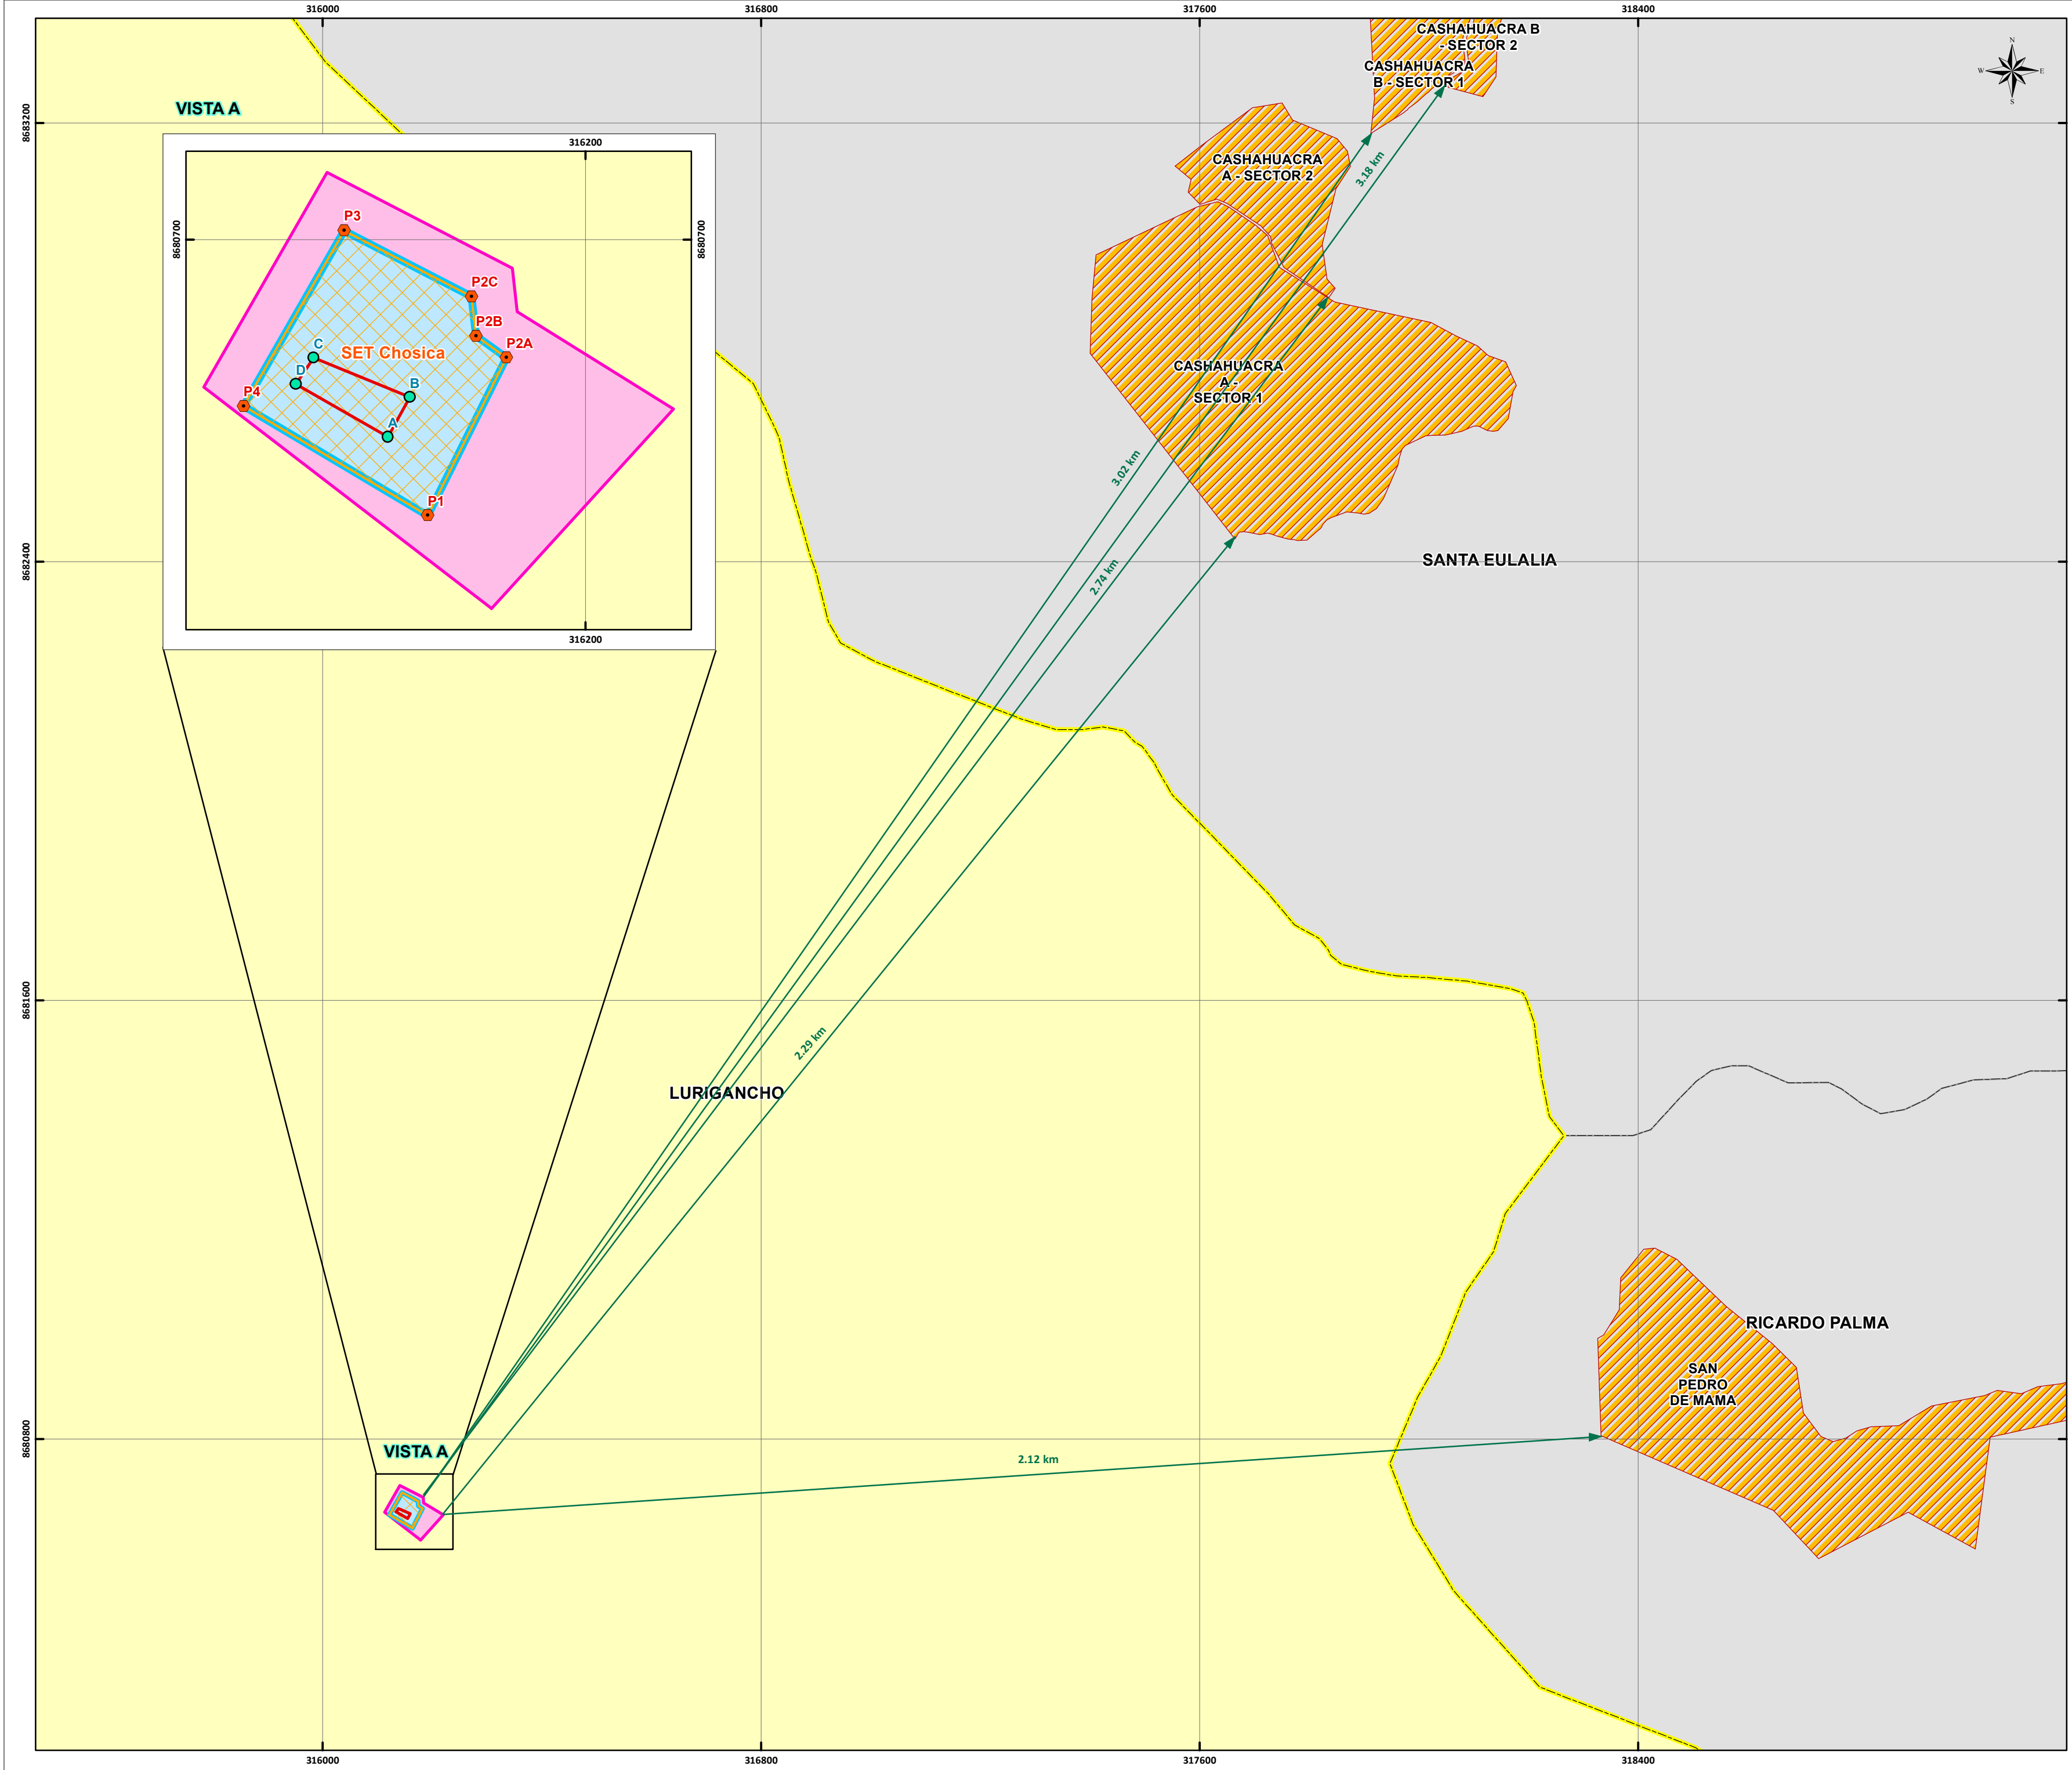 316000
316800
317600
318400
CASHAHUACRA B
- SECTOR 2
CASHAHUACRA
B - SECTOR 1
N
W
E
S
8683200
VISTA A
316200
3.18 km
CASHAHUACRA
A - SECTOR 2
P3
8680700
8680700
P2C
P2B
SET Chosica
P2A
C
D
P4
B
A
P1
316200
CASHAHUACRA
A -
SECTOR 1
3.02 km
8682400
SANTA EULALIA
2.74 km
8681600
2.29 km
LURIGANCHO
RICARDO PALMA
SAN
PEDRO
DE MAMA
8680800
VISTA A
2.12 km
316000
316800
317600
318400